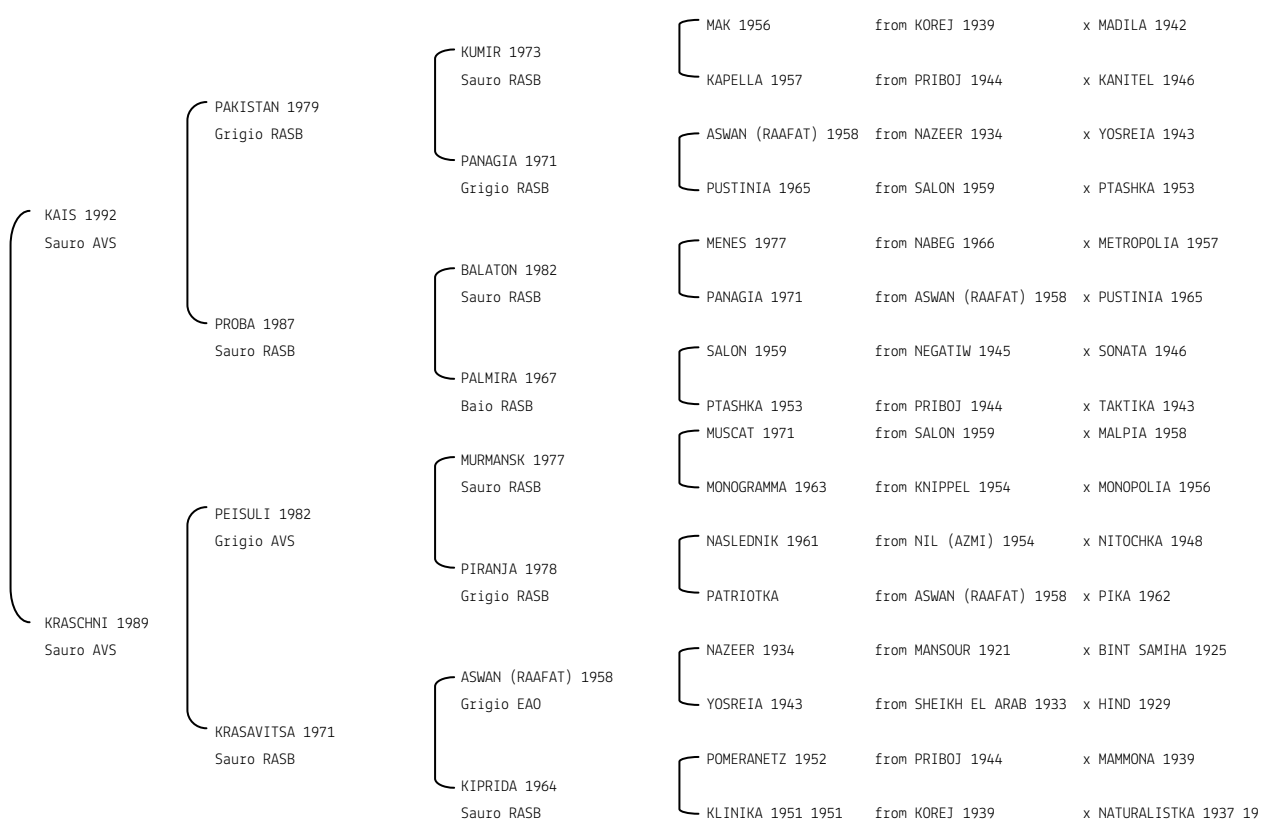 MAK 1956 from KOREJ 1939 x MADILA 1942
KUMIR 1973
Sauro RASB
KAPELLA 1957 from PRIBOJ 1944 x KANITEL 1946
PAKISTAN 1979
Grigio RASB
ASWAN (RAAFAT) 1958 from NAZEER 1934 x YOSREIA 1943
PANAGIA 1971
Grigio RASB
PUSTINIA 1965 from SALON 1959 x PTASHKA 1953
KAIS 1992
Sauro AVS
MENES 1977 from NABEG 1966 x METROPOLIA 1957
BALATON 1982
Sauro RASB
PANAGIA 1971 from ASWAN (RAAFAT) 1958 x PUSTINIA 1965
PROBA 1987
Sauro RASB
SALON 1959 from NEGATIW 1945 x SONATA 1946
PALMIRA 1967
Baio RASB
PTASHKA 1953 from PRIBOJ 1944 x TAKTIKA 1943
MUSCAT 1971 from SALON 1959 x MALPIA 1958
MURMANSK 1977
Sauro RASB
MONOGRAMMA 1963 from KNIPPEL 1954 x MONOPOLIA 1956
PEISULI 1982
Grigio AVS
NASLEDNIK 1961 from NIL (AZMI) 1954 x NITOCHKA 1948
PIRANJA 1978
Grigio RASB
PATRIOTKA from ASWAN (RAAFAT) 1958 x PIKA 1962
KRASCHNI 1989
Sauro AVS
NAZEER 1934 from MANSOUR 1921 x BINT SAMIHA 1925
ASWAN (RAAFAT) 1958
Grigio EAO
YOSREIA 1943 from SHEIKH EL ARAB 1933 x HIND 1929
KRASAVITSA 1971
Sauro RASB
POMERANETZ 1952 from PRIBOJ 1944 x MAMMONA 1939
KIPRIDA 1964
Sauro RASB
KLINIKA 1951 1951 from KOREJ 1939 x NATURALISTKA 1937 19